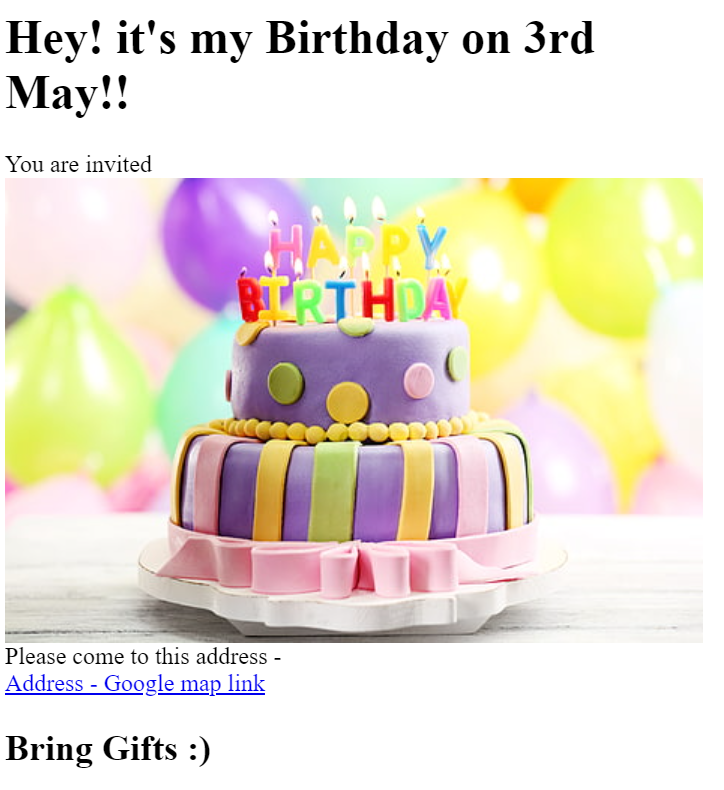 Hey! it's my Birthday on 3rd
May!!
You are invited
HAPPY
BIRTHDAY
Please come to this address -
Address - Google map link
Bring Gifts :)